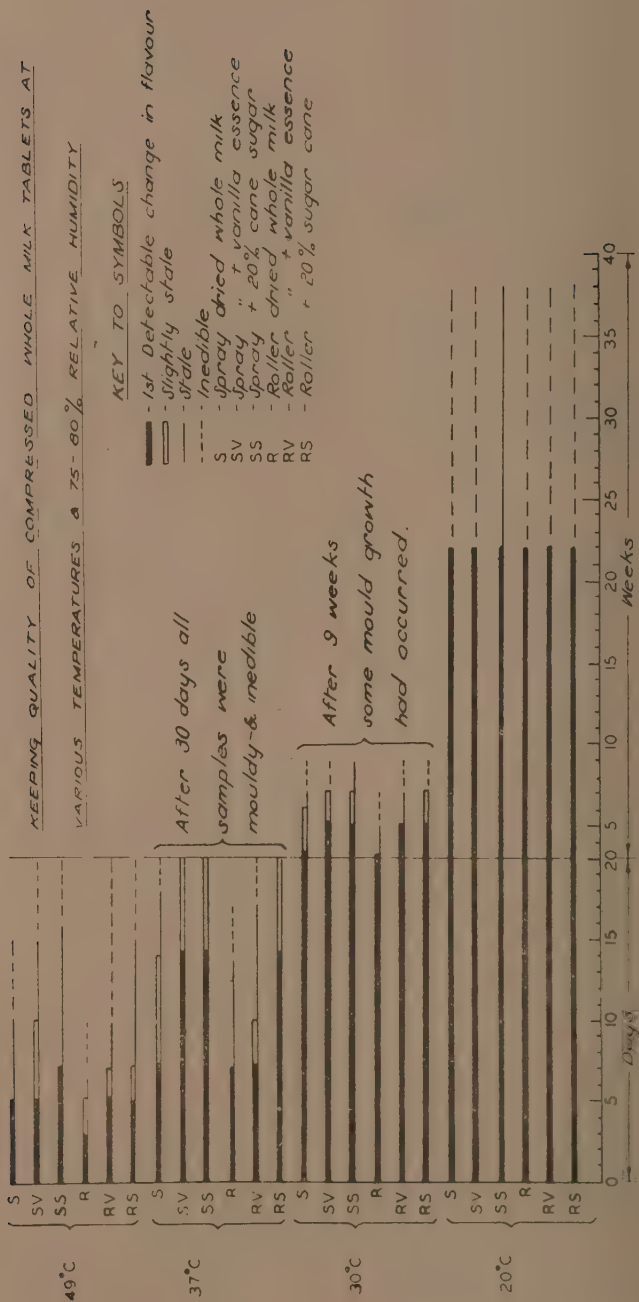 KEEPING QUALITY OF COMPRESSED WHOLE MILK TABLETS AT
VARIOUS TEMPERATURES & 75-80% RELATIVE HUMIDITY
KEY TO SYMBOLS
- 1st Detectable change in flavour
- Slightly stale
- Stale
- Inedible
S - Spray dried whole milk
SV - Spray " + vanilla essence
SS - Spray + 20% cane sugar
R - Roller dried whole milk
RV - Roller " + vanilla essence
RS - Roller + 20% sugar cane
49°C
S
SV
SS
R
RV
RS
37°C
S
SV
SS
R
RV
RS
After 30 days all
samples were
mouldy & inedible
30°C
S
SV
SS
R
RV
RS
After 9 weeks
some mould growth
had occurred.
20°C
S
SV
SS
R
RV
RS
0 5 10 15 20 5 10 15 20 25 30 35 40
Days Weeks